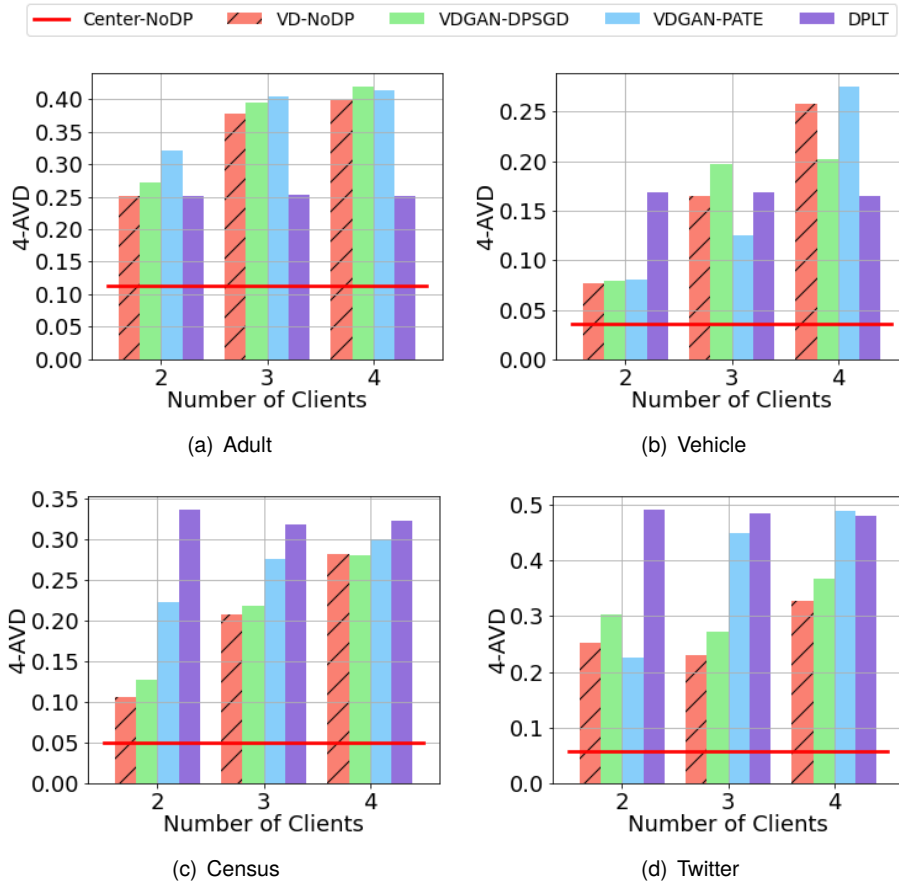 Center-NoDP VD-NoDP VDGAN-DPSGD VDGAN-PATE DPLT
0.40
0.35
0.30
0.25
0.20
0.15
0.10
0.05
0.00
4-AVD
2 3 4
Number of Clients
(a) Adult
0.25
0.20
0.15
0.10
0.05
0.00
4-AVD
2 3 4
Number of Clients
(b) Vehicle
0.35
0.30
0.25
0.20
0.15
0.10
0.05
0.00
4-AVD
2 3 4
Number of Clients
(c) Census
0.5
0.4
0.3
0.2
0.1
0.0
4-AVD
2 3 4
Number of Clients
(d) Twitter